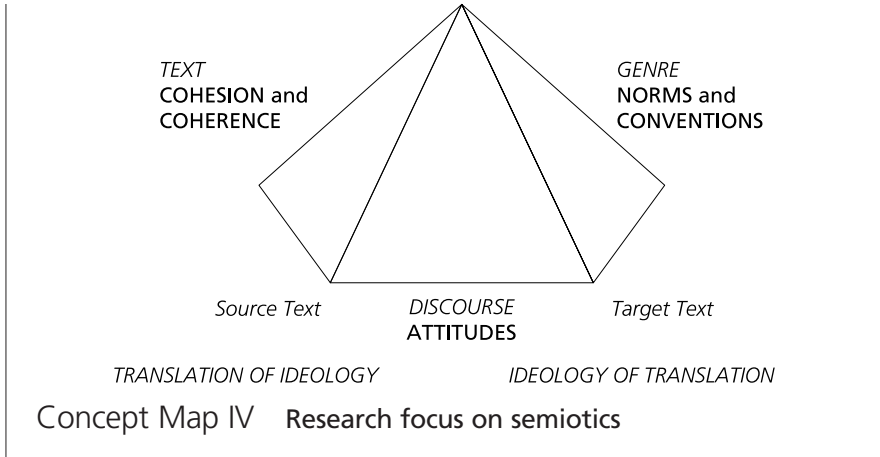 TEXT
COHESION and
COHERENCE
GENRE
NORMS and
CONVENTIONS
Source Text
DISCOURSE
ATTITUDES
Target Text
TRANSLATION OF IDEOLOGY
IDEOLOGY OF TRANSLATION
Concept Map IV Research focus on semiotics